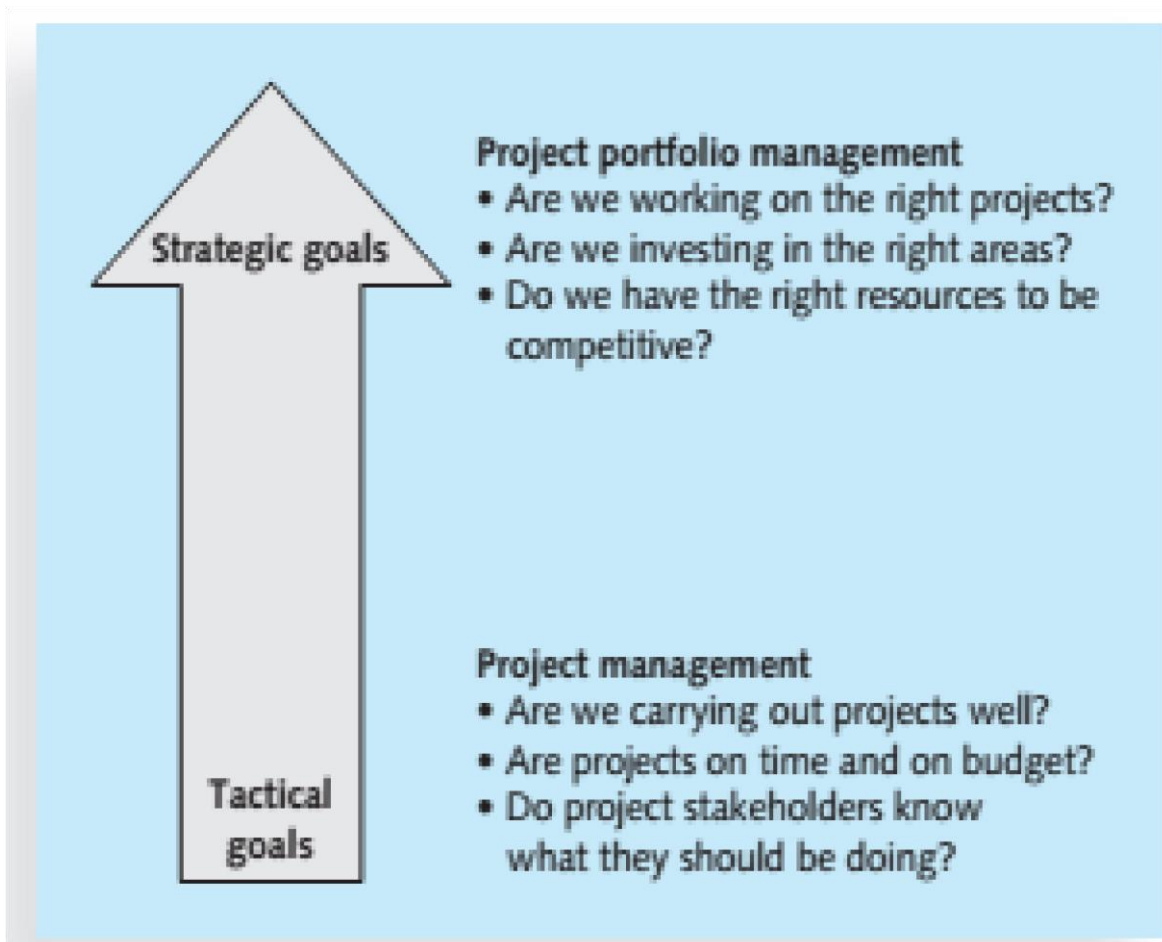 Project portfolio management
• Are we working on the right projects?
Strategic goals
• Are we investing in the right areas?
• Do we have the right resources to be
competitive?
Project management
• Are we carrying out projects well?
• Are projects on time and on budget?
Tactical
goals
• Do project stakeholders know
what they should be doing?